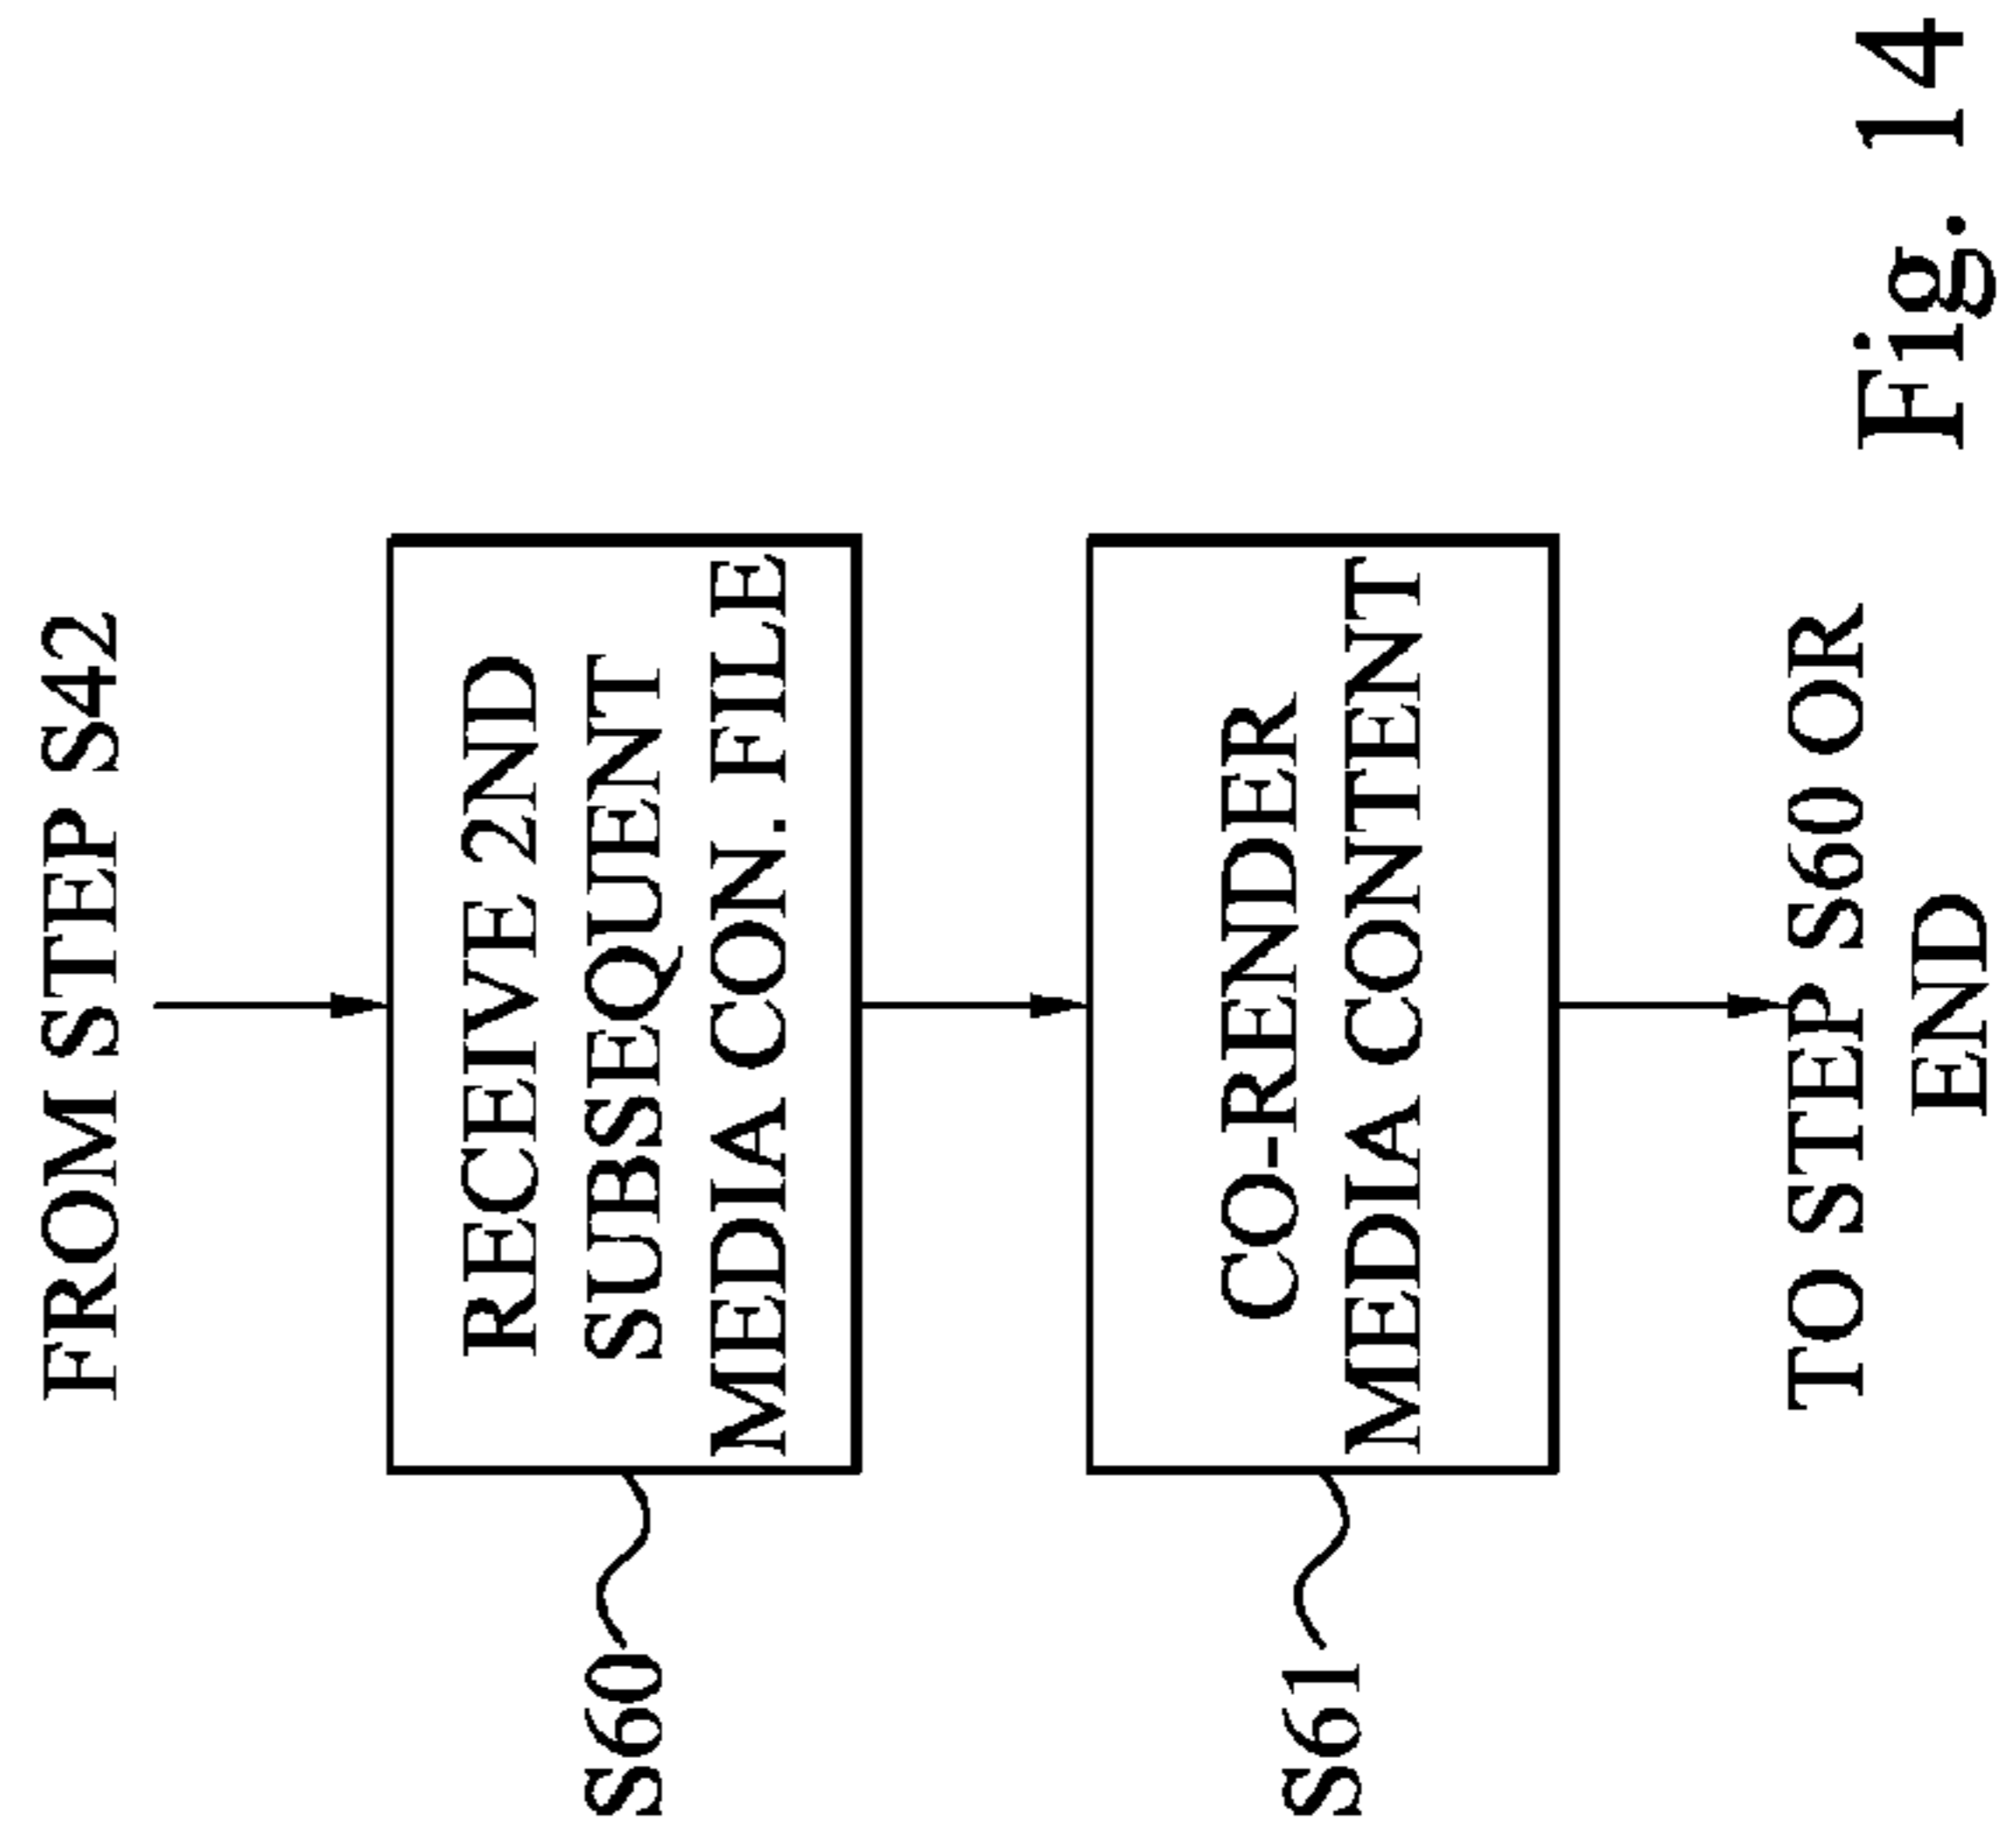 FROM STEP S42
RECEIVE 2ND
SUBSEQUENT
MEDIA CON. FILE
S60
CO-RENDER
MEDIA CONTENT
S61
TO STEP S60 OR
END
Fig. 14